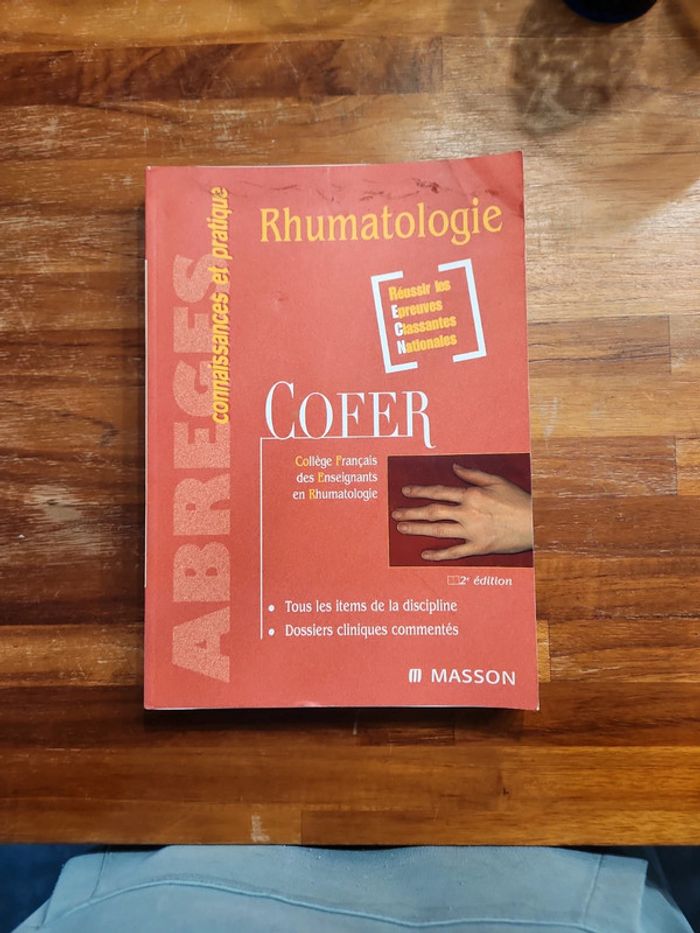 ABREGES
connaissances et pratique
Rhumatologie
Réussir les
Epreuves
Classantes
Nationales
COFER
Collège Français
des Enseignants
en Rhumatologie
2e édition
• Tous les items de la discipline
• Dossiers cliniques commentés
MASSON